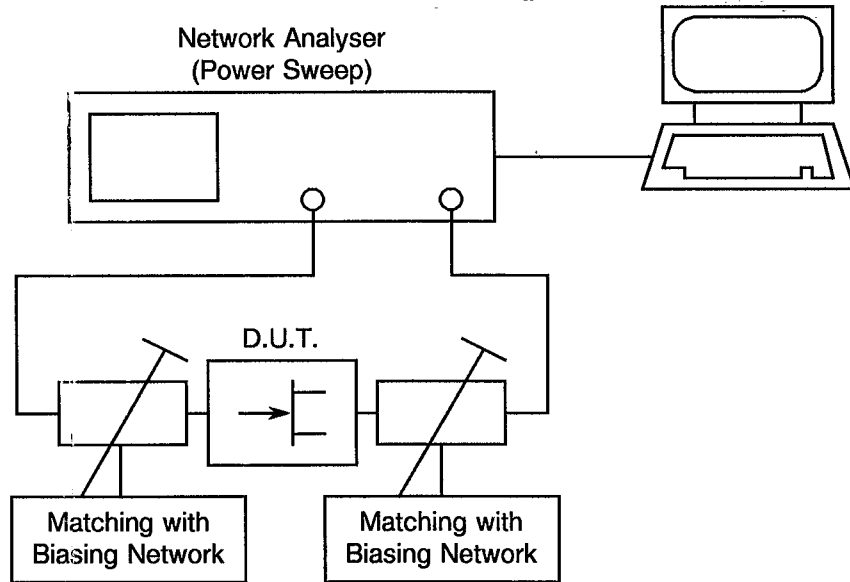 Network Analyser
(Power Sweep)
D.U.T.
Matching with
Biasing Network
Matching with
Biasing Network